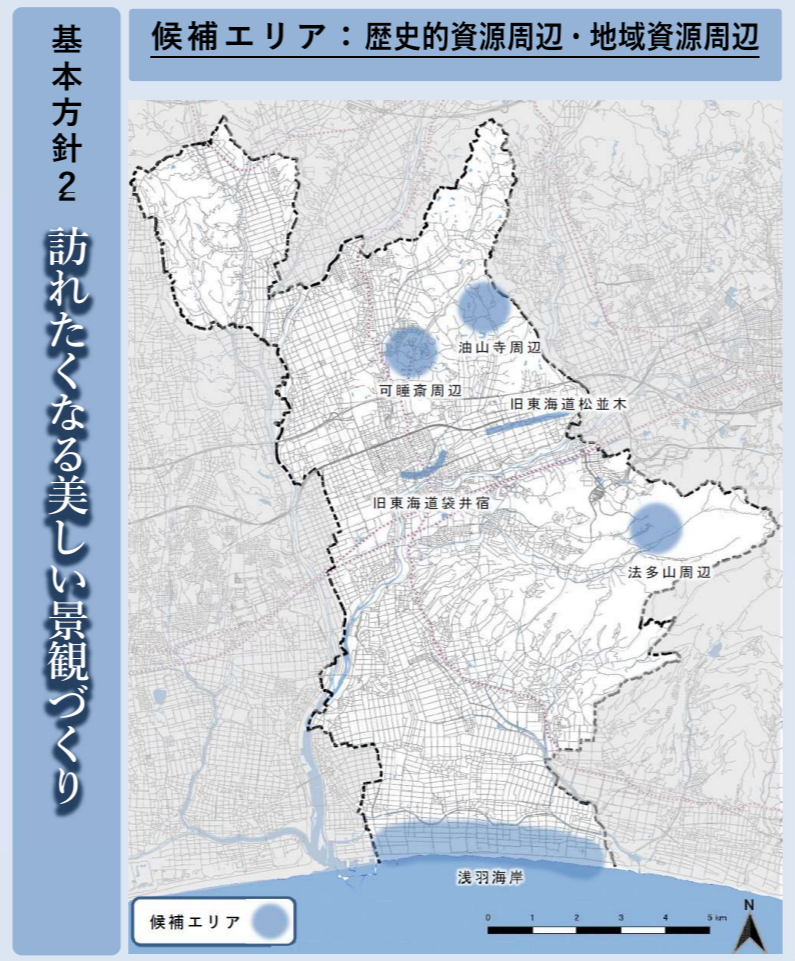 基本方針2 訪れたくなる美しい景観づくり
候補エリア：歴史的資源周辺・地域資源周辺
油山寺周辺
可睡斎周辺
旧東海道松並木
旧東海道袋井宿
法多山周辺
浅羽海岸
候補エリア
0 1 2 3 4 5 km
N